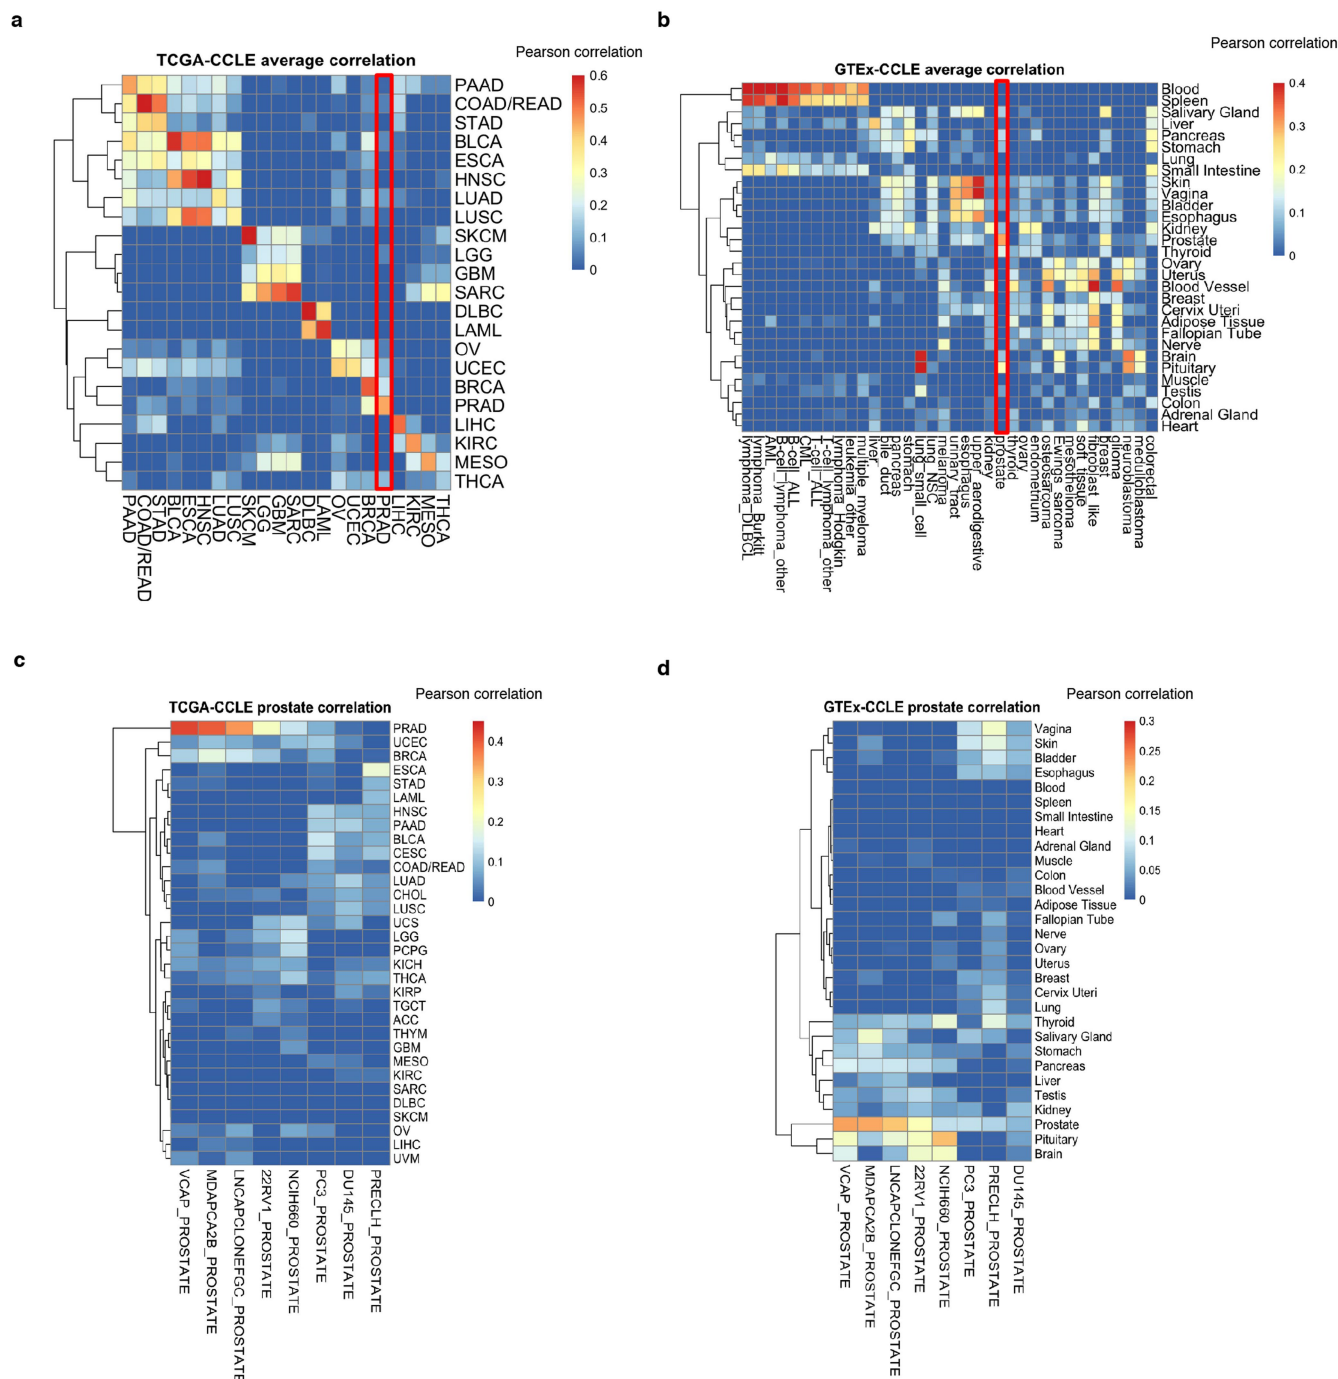 a
TCGA-CCLE average correlation
Pearson correlation
0.6
0.5
0.4
0.3
0.2
0.1
0
PAAD
COAD/READ
STAD
BLCA
ESCA
HNSC
LUAD
LUSC
SKCM
LGG
GBM
SARC
DLBC
LAML
OV
UCEC
BRCA
PRAD
LIHC
KIRC
MESO
THCA
PAAD
COAD/READ
STAD
BLCA
ESCA
HNSC
LUAD
LUSC
SKCM
LGG
GBM
SARC
DLBC
LAML
OV
UCEC
BRCA
PRAD
LIHC
KIRC
MESO
THCA
b
GTEx-CCLE average correlation
Pearson correlation
0.4
0.3
0.2
0.1
0
Blood
Spleen
Salivary Gland
Liver
Pancreas
Stomach
Lung
Small Intestine
Skin
Vagina
Bladder
Esophagus
Kidney
Prostate
Thyroid
Ovary
Uterus
Blood Vessel
Breast
Cervix Uteri
Adipose Tissue
Fallopian Tube
Nerve
Brain
Pituitary
Muscle
Testis
Colon
Adrenal Gland
Heart
lymphoma_DLBCL
lymphoma_Burkitt
AML
B-cell_lymphoma_other
B-cell_ALL
CML
T-cell_ALL
T-cell_lymphoma_other
lymphoma_Hodgkin
leukemia_other
multiple_myeloma
liver
bile_duct
pancreas
stomach
lung_small_cell
lung_NSC
melanoma
urinary_tract
esophagus
upper_aerodigestive
kidney
prostate
thyroid
ovary
endometrium
osteosarcoma
Ewings_sarcoma
mesothelioma
soft_tissue
fibroblast_like
breast
glioma
neuroblastoma
medulloblastoma
colorectal
c
TCGA-CCLE prostate correlation
Pearson correlation
0.4
0.3
0.2
0.1
0
PRAD
UCEC
BRCA
ESCA
STAD
LAML
HNSC
PAAD
BLCA
CESC
COAD/READ
LUAD
CHOL
LUSC
UCS
LGG
PCPG
KICH
THCA
KIRP
TGCT
ACC
THYM
GBM
MESO
KIRC
SARC
DLBC
SKCM
OV
LIHC
UVM
VCAP_PROSTATE
MDAPCA2B_PROSTATE
LNCAPCLONEFGC_PROSTATE
22RV1_PROSTATE
NCIH660_PROSTATE
PC3_PROSTATE
DU145_PROSTATE
PRECLH_PROSTATE
d
GTEx-CCLE prostate correlation
Pearson correlation
0.3
0.25
0.2
0.15
0.1
0.05
0
Vagina
Skin
Bladder
Esophagus
Blood
Spleen
Small Intestine
Heart
Adrenal Gland
Muscle
Colon
Blood Vessel
Adipose Tissue
Fallopian Tube
Nerve
Ovary
Uterus
Breast
Cervix Uteri
Lung
Thyroid
Salivary Gland
Stomach
Pancreas
Liver
Testis
Kidney
Prostate
Pituitary
Brain
VCAP_PROSTATE
MDAPCA2B_PROSTATE
LNCAPCLONEFGC_PROSTATE
22RV1_PROSTATE
NCIH660_PROSTATE
PC3_PROSTATE
PRECLH_PROSTATE
DU145_PROSTATE